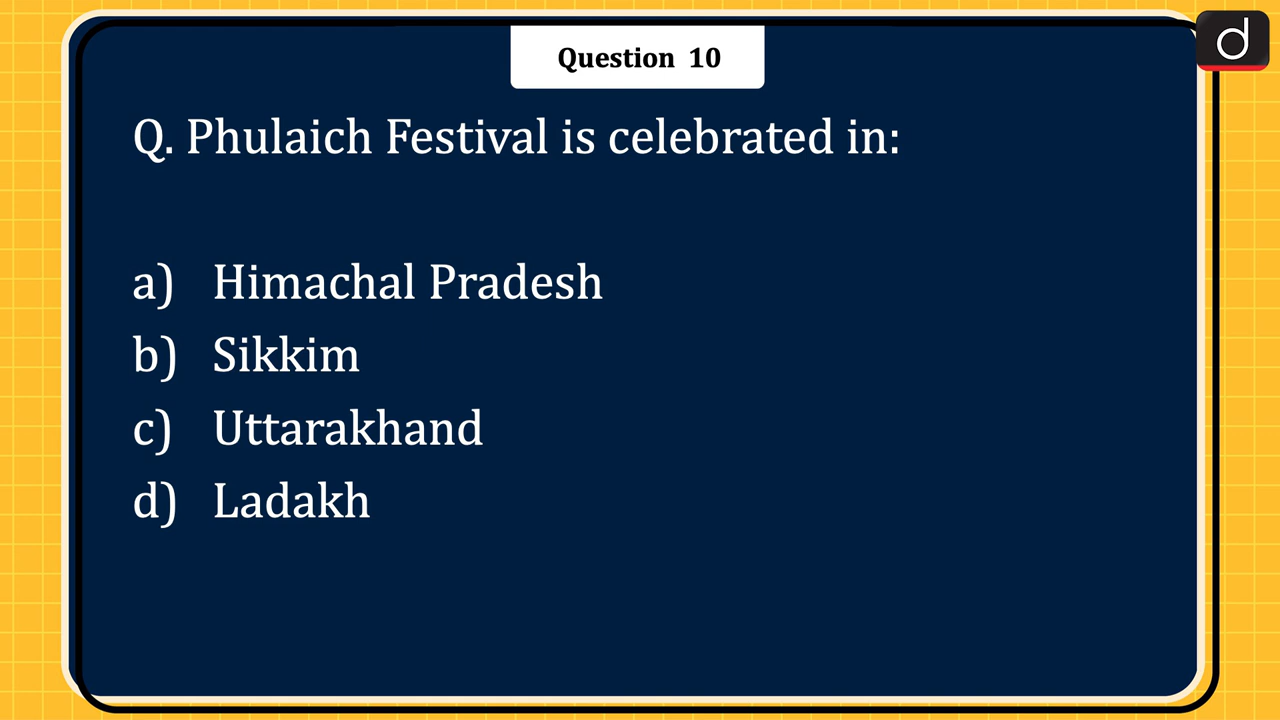 Question 10
d
Q. Phulaich Festival is celebrated in:
a) Himachal Pradesh
b) Sikkim
c) Uttarakhand
d) Ladakh